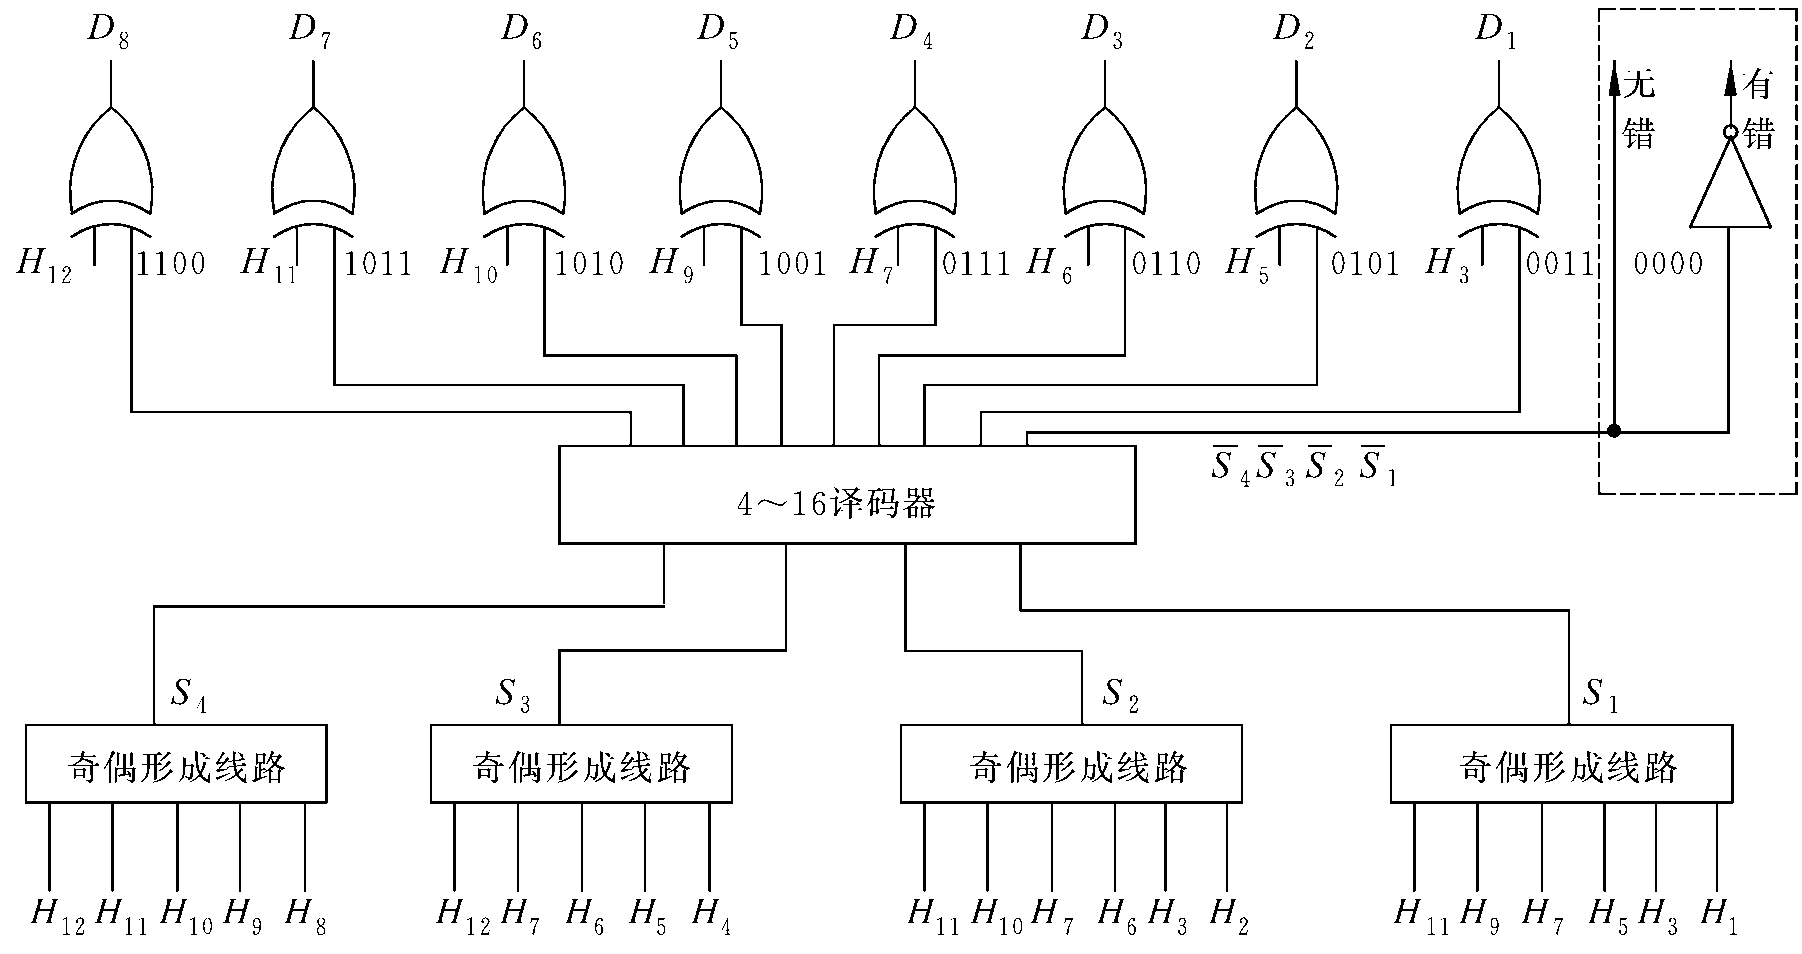 D₈ D₇ D₆ D₅ D₄ D₃ D₂ D₁
无错 有错
H₁₂ 1100 H₁₁ 1011 H₁₀ 1010 H₉ 1001 H₇ 0111 H₆ 0110 H₅ 0101 H₃ 0011 0000
S̅₄ S̅₃ S̅₂ S̅₁
4～16译码器
S₄ S₃ S₂ S₁
奇偶形成线路 奇偶形成线路 奇偶形成线路 奇偶形成线路
H₁₂ H₁₁ H₁₀ H₉ H₈ H₁₂ H₇ H₆ H₅ H₄ H₁₁ H₁₀ H₇ H₆ H₃ H₂ H₁₁ H₉ H₇ H₅ H₃ H₁